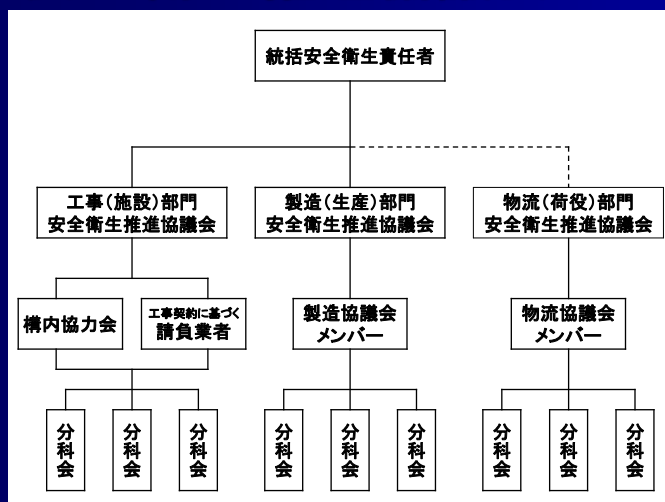 統括安全衛生責任者
工事(施設)部門
安全衛生推進協議会
製造(生産)部門
安全衛生推進協議会
物流(荷役)部門
安全衛生推進協議会
構内協力会
工事契約に基づく
請負業者
製造協議会
メンバー
物流協議会
メンバー
分科会
分科会
分科会
分科会
分科会
分科会
分科会
分科会
分科会